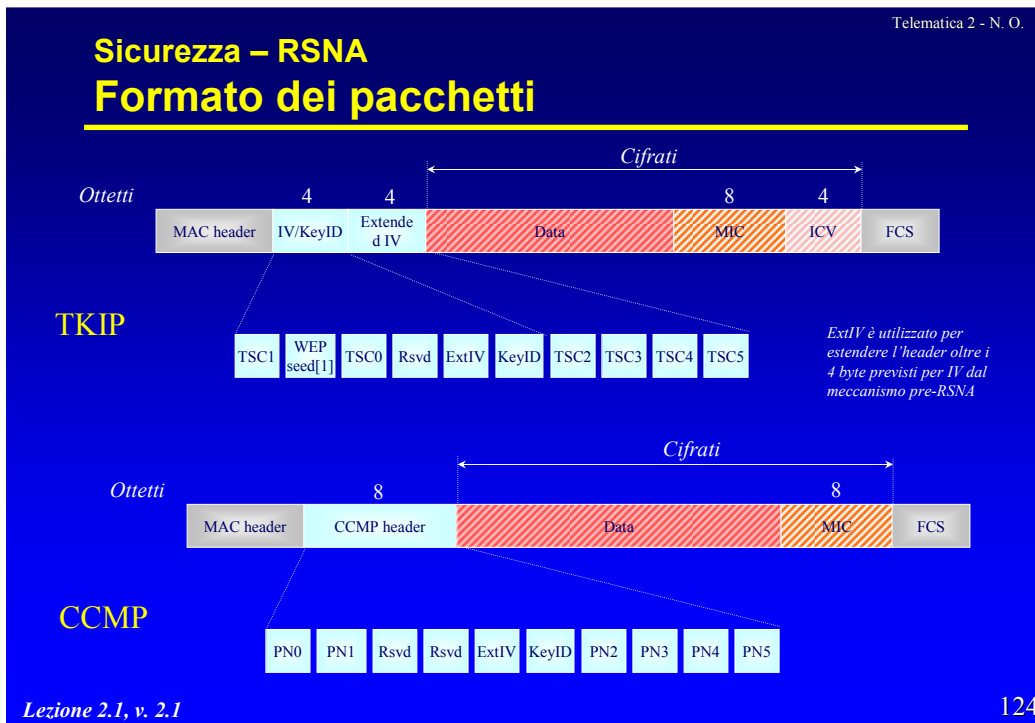 Telematica 2 - N. O.
Sicurezza – RSNA
Formato dei pacchetti
Cifrati
Ottetti 4 4 8 4
MAC header IV/KeyID Extende
d IV Data MIC ICV FCS
TKIP
TSC1 WEP
seed[1] TSC0 Rsvd ExtIV KeyID TSC2 TSC3 TSC4 TSC5
ExtIV è utilizzato per
estendere l'header oltre i
4 byte previsti per IV dal
meccanismo pre-RSNA
Cifrati
Ottetti 8 8
MAC header CCMP header Data MIC FCS
CCMP
PN0 PN1 Rsvd Rsvd ExtIV KeyID PN2 PN3 PN4 PN5
Lezione 2.1, v. 2.1
124